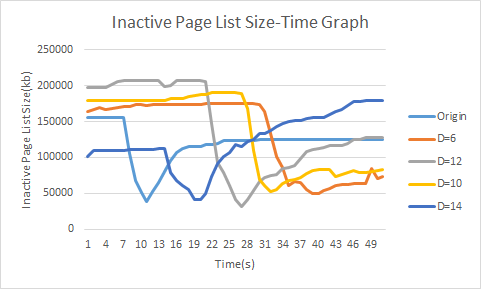 Inactive Page List Size-Time Graph
Inactive Page List Size(kb)
250000
200000
150000
100000
50000
0
1 4 7 10 13 16 19 22 25 28 31 34 37 40 43 46 49
Time(s)
Origin
D=6
D=12
D=10
D=14